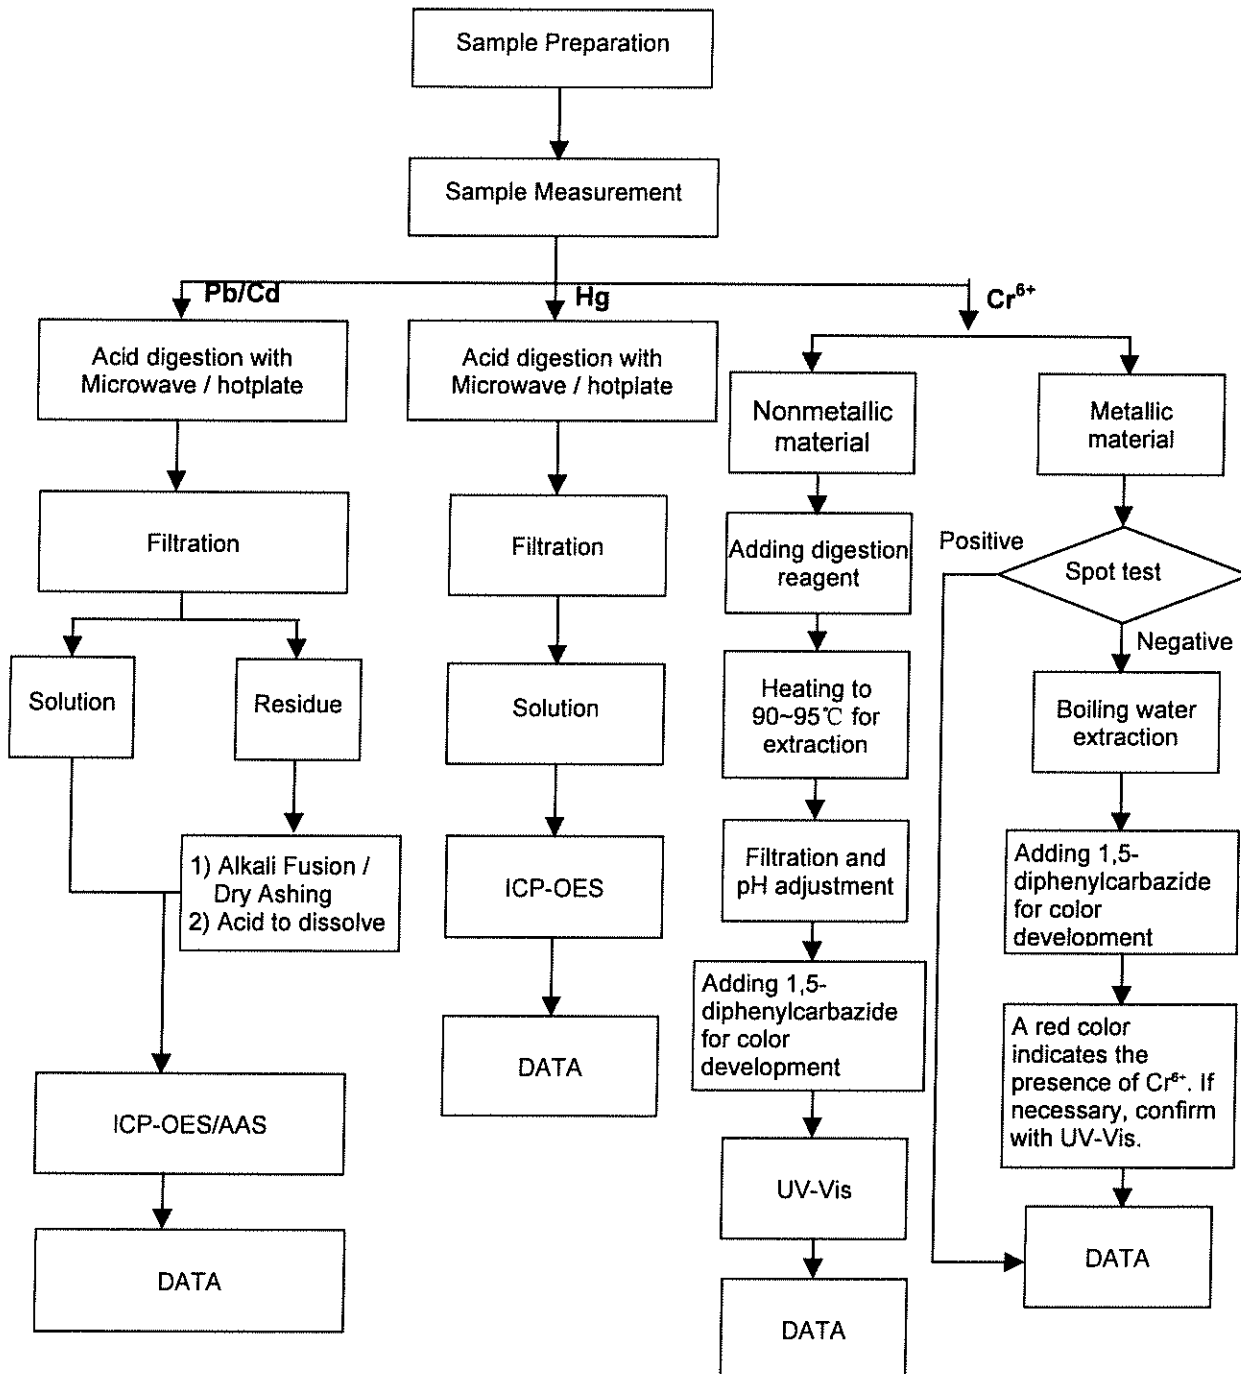 Sample Preparation
Sample Measurement
Pb/Cd
Hg
Cr⁶⁺
Acid digestion with
Microwave / hotplate
Filtration
Solution
Residue
1) Alkali Fusion /
Dry Ashing
2) Acid to dissolve
ICP-OES/AAS
DATA
Acid digestion with
Microwave / hotplate
Filtration
Solution
ICP-OES
DATA
Nonmetallic
material
Adding digestion
reagent
Heating to
90~95℃ for
extraction
Filtration and
pH adjustment
Adding 1,5-
diphenylcarbazide
for color
development
UV-Vis
DATA
Metallic
material
Spot test
Positive
Negative
Boiling water
extraction
Adding 1,5-
diphenylcarbazide
for color
development
A red color
indicates the
presence of Cr⁶⁺. If
necessary, confirm
with UV-Vis.
DATA